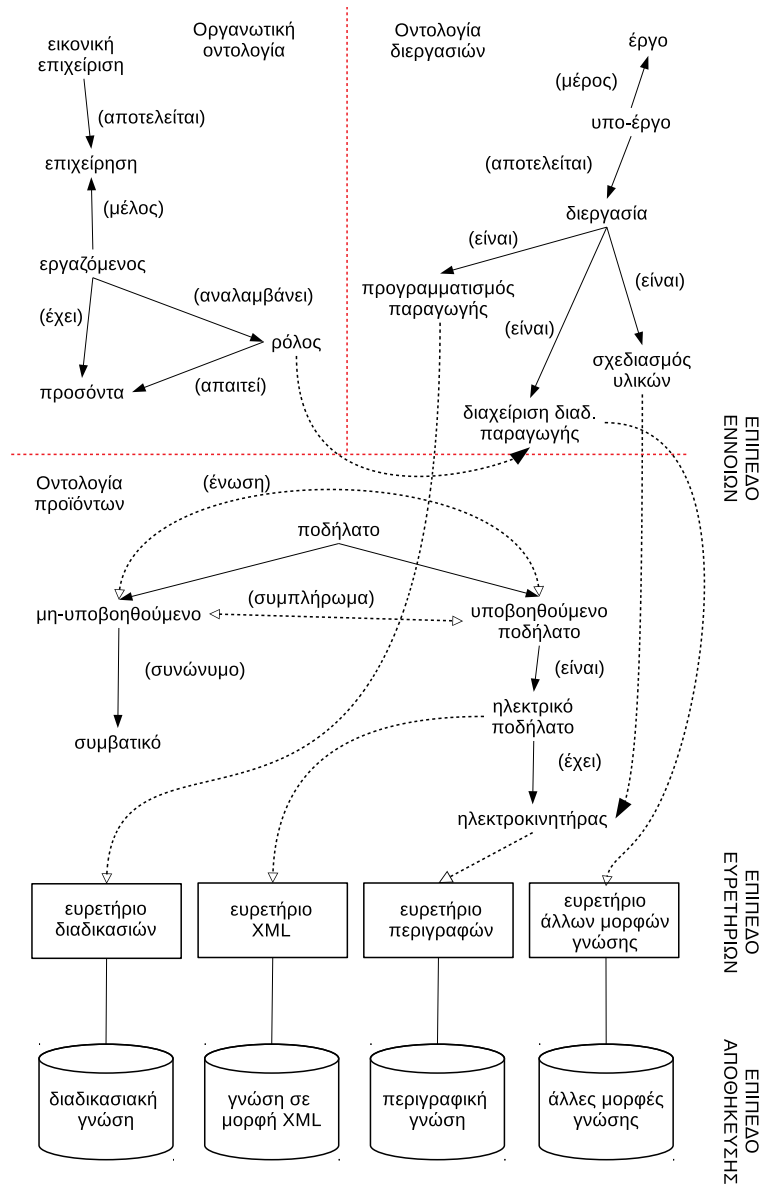 Οργανωτική
οντολογία
εικονική
επιχείριση
(αποτελείται)
επιχείρηση
(μέλος)
εργαζόμενος
(έχει)
(αναλαμβάνει)
ρόλος
(απαιτεί)
προσόντα
Οντολογία
διεργασιών
έργο
(μέρος)
υπο-έργο
(αποτελείται)
διεργασία
(είναι)
προγραμματισμός
παραγωγής
(είναι)
(είναι)
σχεδιασμός
υλικών
διαχείριση διαδ.
παραγωγής
ΕΠΙΠΕΔΟ
ΕΝΝΟΙΩΝ
Οντολογία
προϊόντων
(ένωση)
ποδήλατο
μη-υποβοηθούμενο
(συμπλήρωμα)
υποβοηθούμενο
ποδήλατο
(συνώνυμο)
(είναι)
συμβατικό
ηλεκτρικό
ποδήλατο
(έχει)
ηλεκτροκινητήρας
ευρετήριο
διαδικασιών
ευρετήριο
XML
ευρετήριο
περιγραφών
ευρετήριο
άλλων μορφών
γνώσης
ΕΠΙΠΕΔΟ
ΕΥΡΕΤΗΡΙΩΝ
διαδικασιακή
γνώση
γνώση σε
μορφή XML
περιγραφική
γνώση
άλλες μορφές
γνώσης
ΕΠΙΠΕΔΟ
ΑΠΟΘΗΚΕΥΣΗΣ